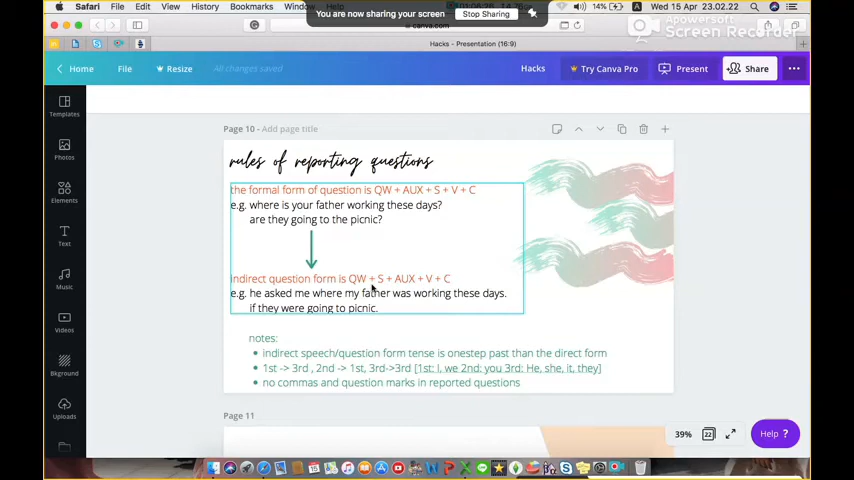 Safari File Edit View History Bookmarks Window
You are now sharing your screen Stop Sharing
14% Wed 15 Apr 23.02.22
Apowersoft
Screen Recorder
canva.com
Hacks - Presentation (16:9)
Home File Resize All changes saved Hacks Try Canva Pro Present Share
Templates
Photos
Elements
Text
Music
Videos
Bkground
Uploads
Page 10 - Add page title
rules of reporting questions
the formal form of question is QW + AUX + S + V + C
e.g. where is your father working these days?
are they going to the picnic?
indirect question form is QW + S + AUX + V + C
e.g. he asked me where my father was working these days.
if they were going to picnic.
notes:
indirect speech/question form tense is onestep past than the direct form
1st -> 3rd , 2nd -> 1st, 3rd->3rd [1st: I, we 2nd: you 3rd: He, she, it, they]
no commas and question marks in reported questions
Page 11
39% 22 Help ?